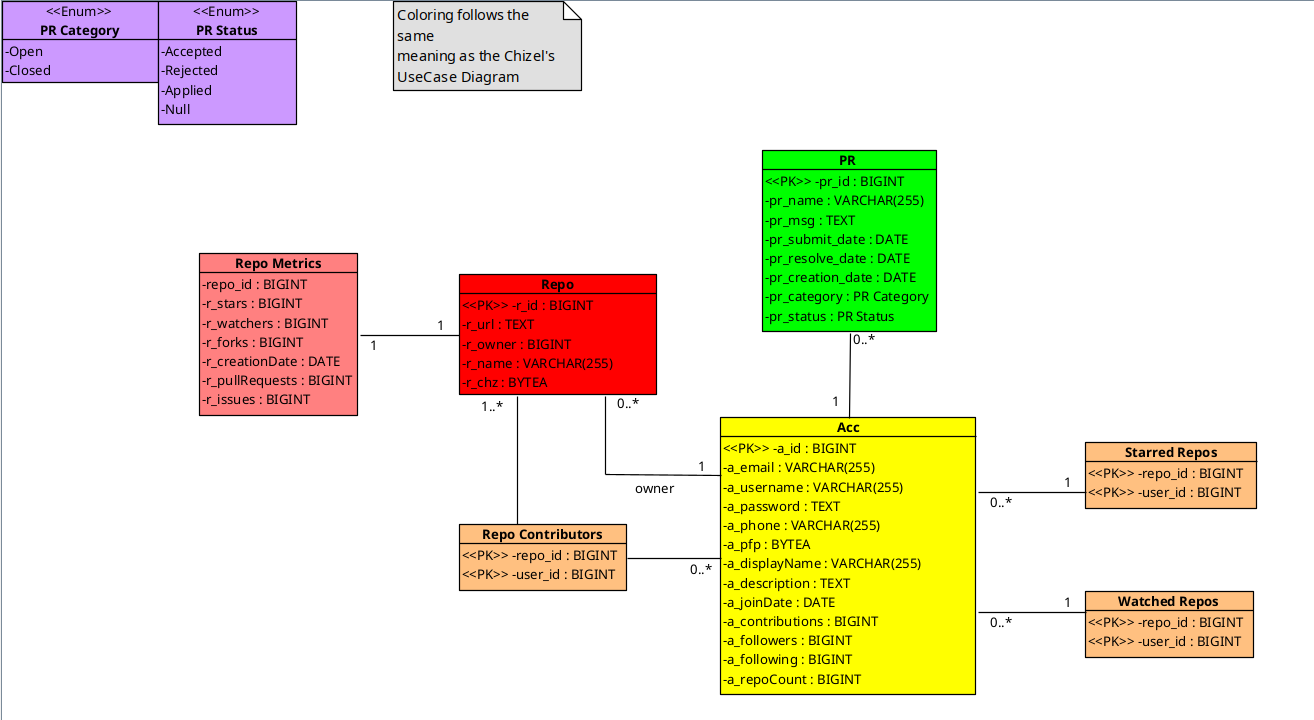 <<Enum>>
PR Category
-Open
-Closed
<<Enum>>
PR Status
-Accepted
-Rejected
-Applied
-Null
Coloring follows the
same
meaning as the Chizel's
UseCase Diagram
PR
<<PK>> -pr_id : BIGINT
-pr_name : VARCHAR(255)
-pr_msg : TEXT
-pr_submit_date : DATE
-pr_resolve_date : DATE
-pr_creation_date : DATE
-pr_category : PR Category
-pr_status : PR Status
0..*
1
Repo Metrics
-repo_id : BIGINT
-r_stars : BIGINT
-r_watchers : BIGINT
-r_forks : BIGINT
-r_creationDate : DATE
-r_pullRequests : BIGINT
-r_issues : BIGINT
1
1
Repo
<<PK>> -r_id : BIGINT
-r_url : TEXT
-r_owner : BIGINT
-r_name : VARCHAR(255)
-r_chz : BYTEA
1..*
0..*
1
owner
Acc
<<PK>> -a_id : BIGINT
-a_email : VARCHAR(255)
-a_username : VARCHAR(255)
-a_password : TEXT
-a_phone : VARCHAR(255)
-a_pfp : BYTEA
-a_displayName : VARCHAR(255)
-a_description : TEXT
-a_joinDate : DATE
-a_contributions : BIGINT
-a_followers : BIGINT
-a_following : BIGINT
-a_repoCount : BIGINT
Repo Contributors
<<PK>> -repo_id : BIGINT
<<PK>> -user_id : BIGINT
0..*
Starred Repos
<<PK>> -repo_id : BIGINT
<<PK>> -user_id : BIGINT
1
0..*
Watched Repos
<<PK>> -repo_id : BIGINT
<<PK>> -user_id : BIGINT
1
0..*